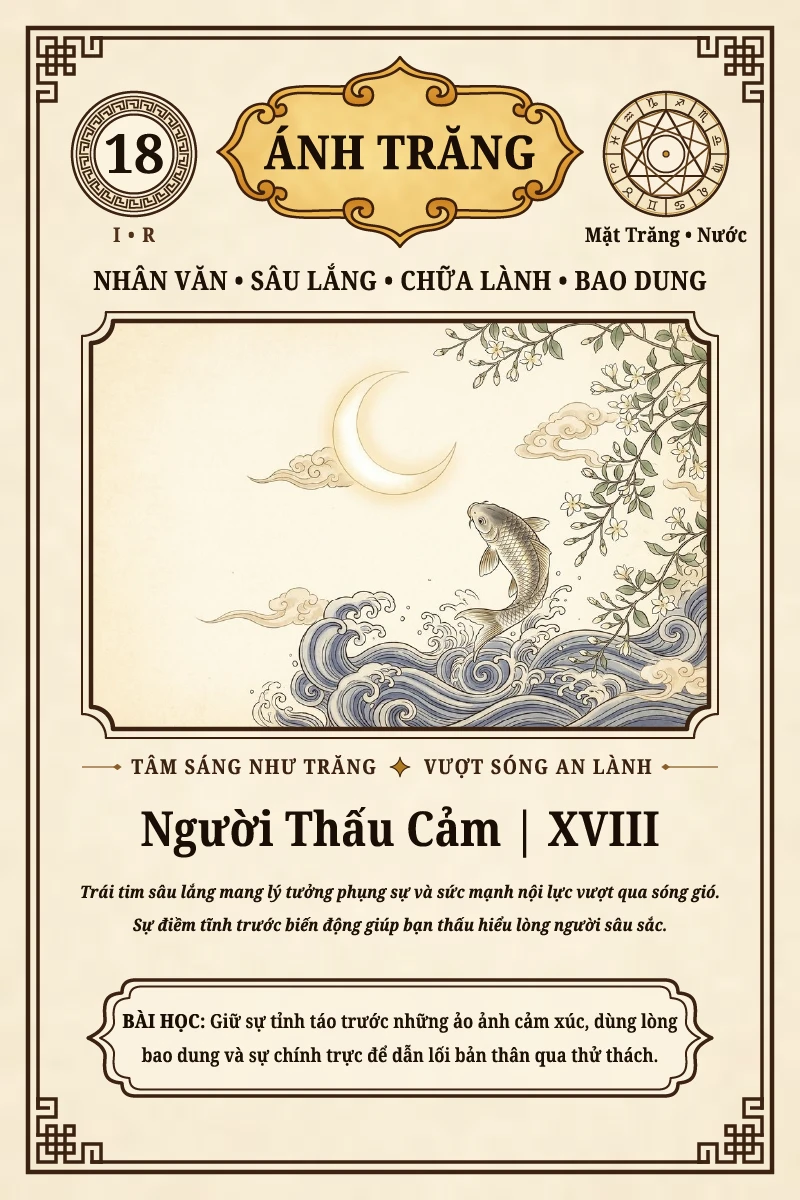 18
ÁNH TRĂNG
I • R
Mặt Trăng • Nước
NHÂN VĂN • SÂU LẮNG • CHỮA LÀNH • BAO DUNG
TÂM SÁNG NHƯ TRĂNG ✦ VƯỢT SÓNG AN LÀNH
Người Thấu Cảm | XVIII
Trái tim sâu lắng mang lý tưởng phụng sự và sức mạnh nội lực vượt qua sóng gió.
Sự điềm tĩnh trước biến động giúp bạn thấu hiểu lòng người sâu sắc.
BÀI HỌC: Giữ sự tỉnh táo trước những ảo ảnh cảm xúc, dùng lòng
bao dung và sự chính trực để dẫn lối bản thân qua thử thách.